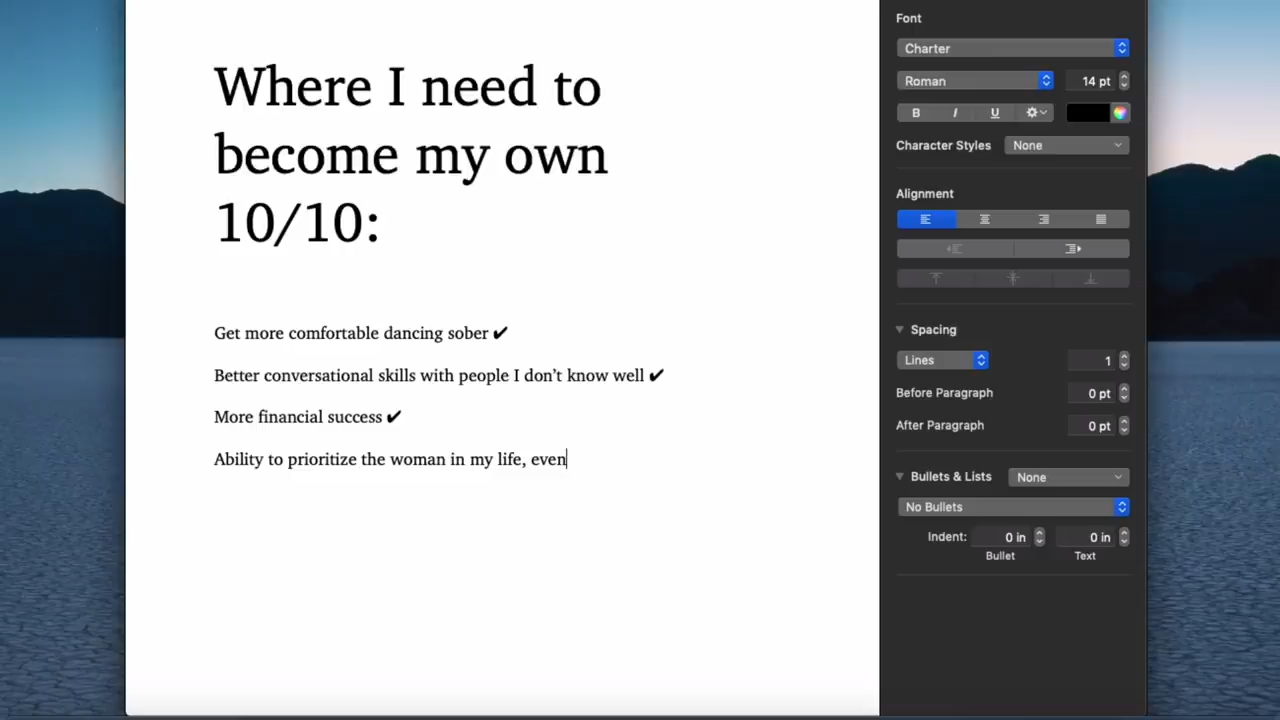 Where I need to
become my own
10/10:
Get more comfortable dancing sober ✔
Better conversational skills with people I don’t know well ✔
More financial success ✔
Ability to prioritize the woman in my life, even
Font
Charter
Roman 14 pt
B I U
Character Styles None
Alignment
Spacing
Lines 1
Before Paragraph 0 pt
After Paragraph 0 pt
Bullets & Lists None
No Bullets
Indent: 0 in 0 in
Bullet Text